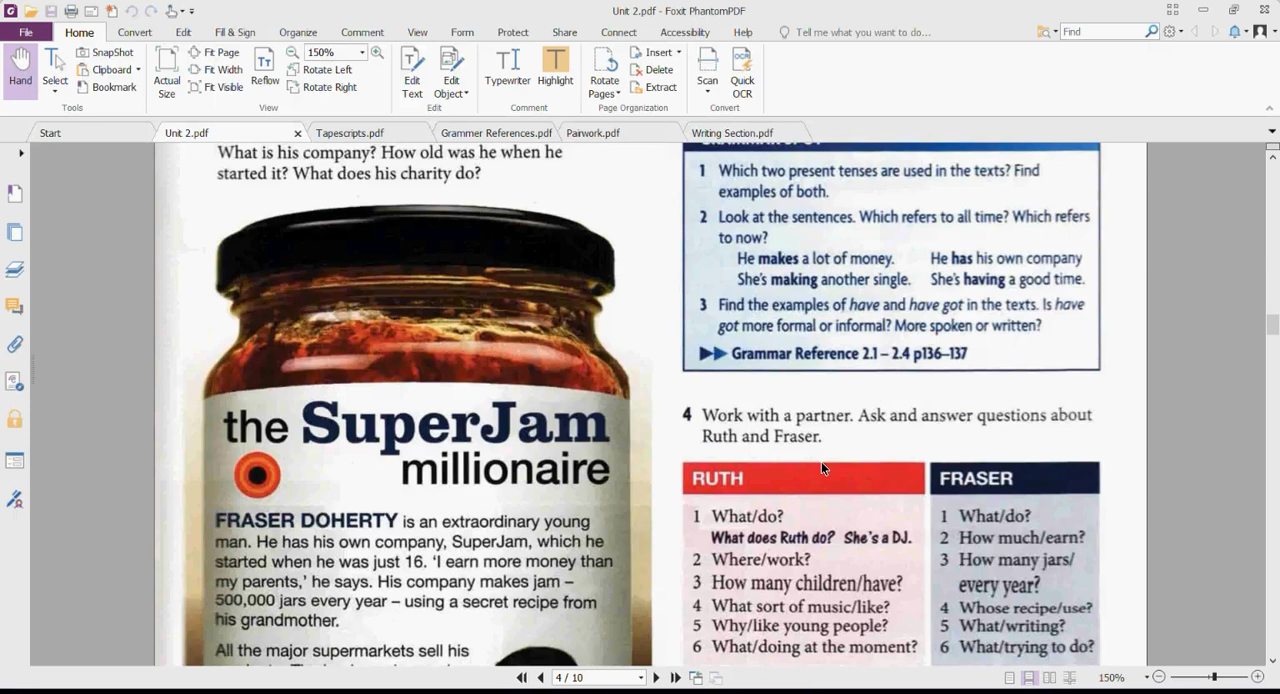 Unit 2.pdf - Foxit PhantomPDF
File
Home
Convert
Edit
Fill & Sign
Organize
Comment
View
Form
Protect
Share
Connect
Accessibility
Help
Tell me what you want to do...
Find
Hand
Select
SnapShot
Clipboard
Bookmark
Tools
Actual Size
Fit Page
Fit Width
Fit Visible
Reflow
150%
Rotate Left
Rotate Right
View
Edit Text
Edit Object
Edit
Typewriter
Highlight
Comment
Rotate Pages
Insert
Delete
Extract
Page Organization
Scan
Quick OCR
Convert
Start
Unit 2.pdf
Tapescripts.pdf
Grammer References.pdf
Pairwork.pdf
Writing Section.pdf
What is his company? How old was he when he
started it? What does his charity do?
the SuperJam
millionaire
FRASER DOHERTY is an extraordinary young
man. He has his own company, SuperJam, which he
started when he was just 16. ‘I earn more money than
my parents,’ he says. His company makes jam –
500,000 jars every year – using a secret recipe from
his grandmother.
All the major supermarkets sell his
1 Which two present tenses are used in the texts? Find
examples of both.
2 Look at the sentences. Which refers to all time? Which refers
to now?
He makes a lot of money. He has his own company
She's making another single. She's having a good time.
3 Find the examples of have and have got in the texts. Is have
got more formal or informal? More spoken or written?
Grammar Reference 2.1 – 2.4 p136–137
4 Work with a partner. Ask and answer questions about
Ruth and Fraser.
RUTH
1 What/do?
What does Ruth do? She's a DJ.
2 Where/work?
3 How many children/have?
4 What sort of music/like?
5 Why/like young people?
6 What/doing at the moment?
FRASER
1 What/do?
2 How much/earn?
3 How many jars/
every year?
4 Whose recipe/use?
5 What/writing?
6 What/trying to do?
4 / 10
150%